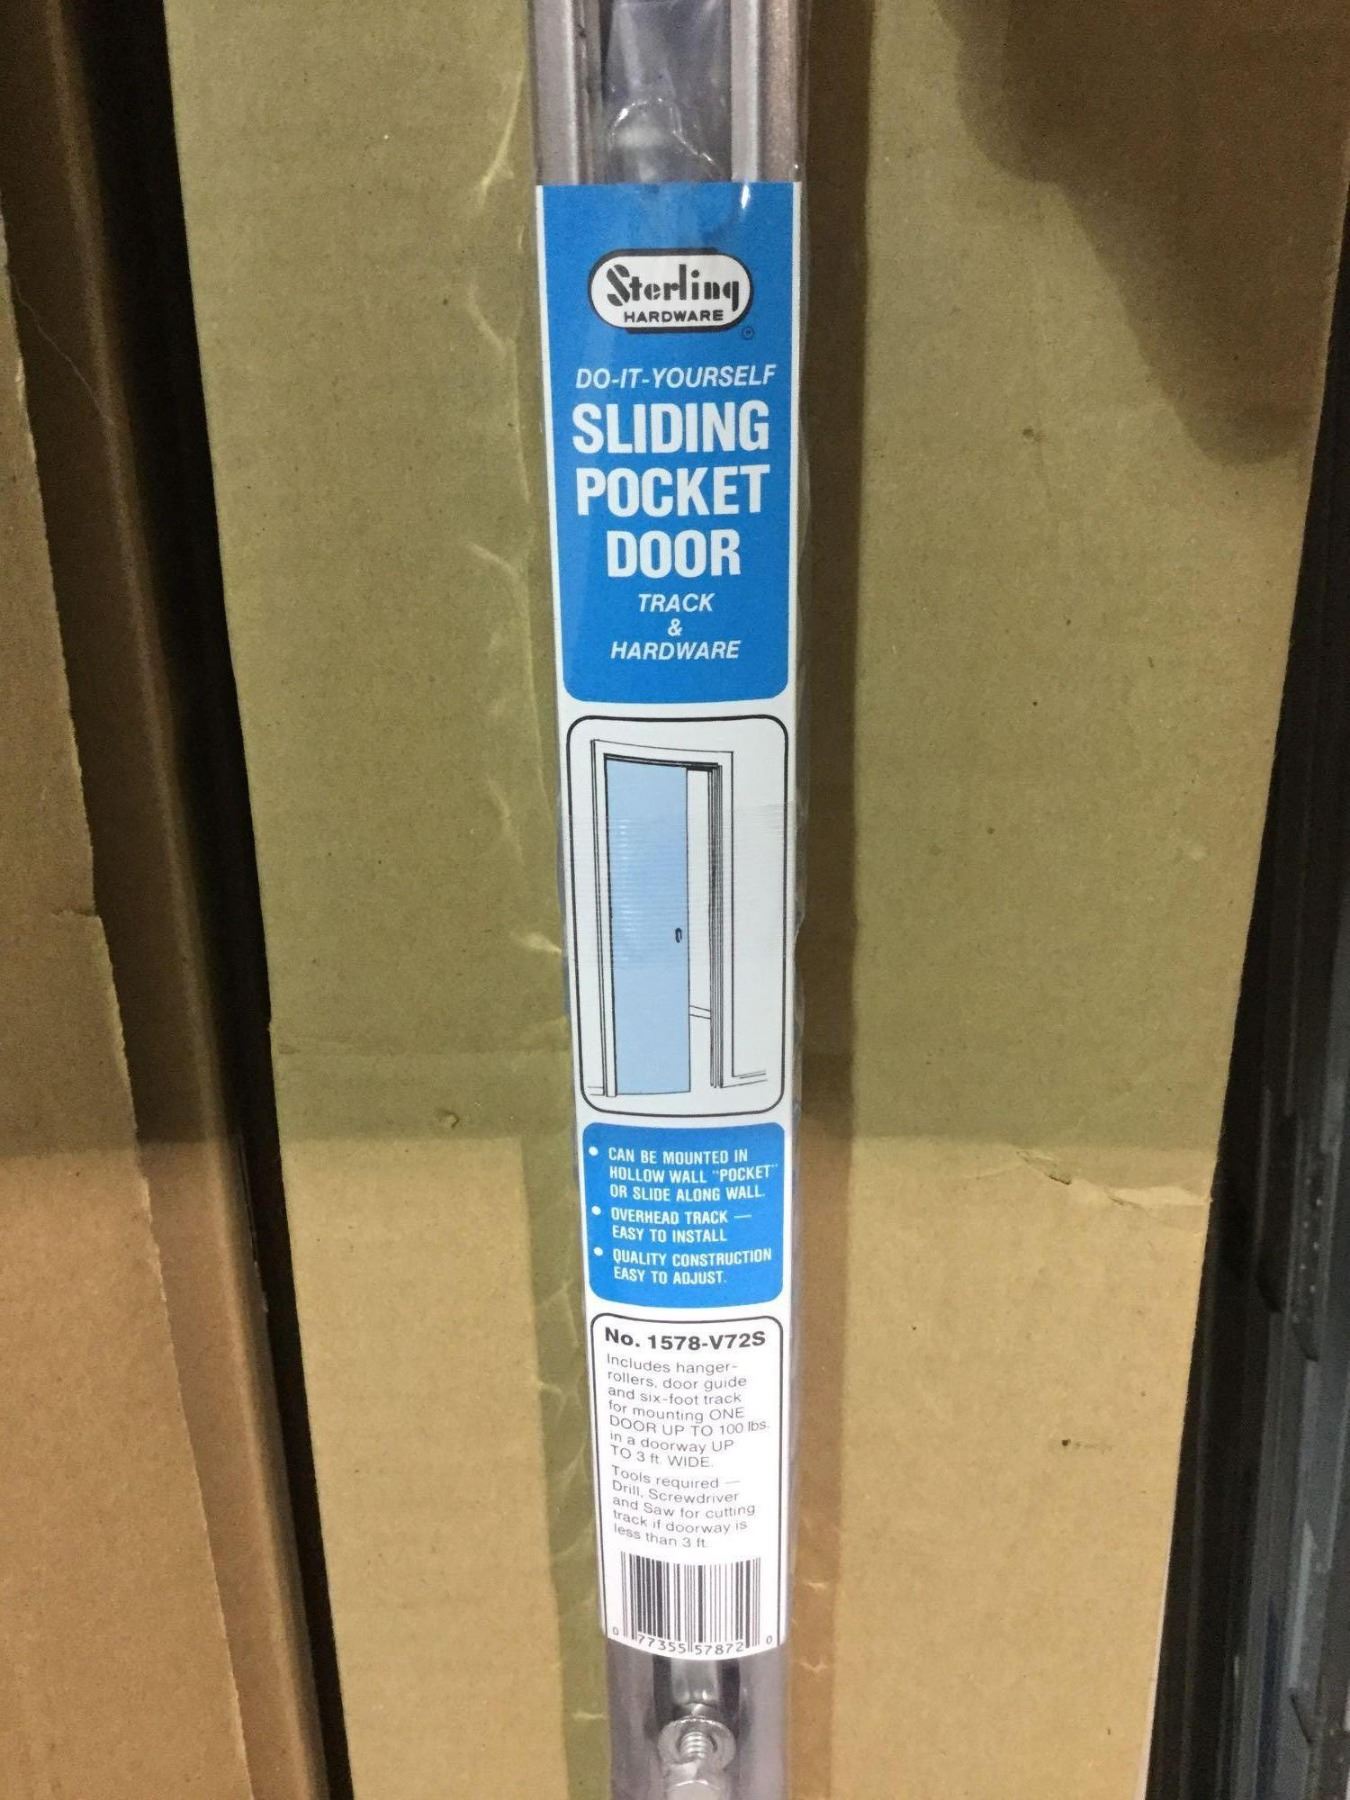 Sterling
HARDWARE
®
DO-IT-YOURSELF
SLIDING
POCKET
DOOR
TRACK
&
HARDWARE
• CAN BE MOUNTED IN
HOLLOW WALL "POCKET"
OR SLIDE ALONG WALL.
• OVERHEAD TRACK —
EASY TO INSTALL
• QUALITY CONSTRUCTION
EASY TO ADJUST.
No. 1578-V72S
Includes hanger-
rollers, door guide
and six-foot track
for mounting ONE
DOOR UP TO 100 lbs.
in a doorway UP
TO 3 ft. WIDE.
Tools required —
Drill, Screwdriver
and Saw for cutting
track if doorway is
less than 3 ft.
0 77355 57872 0